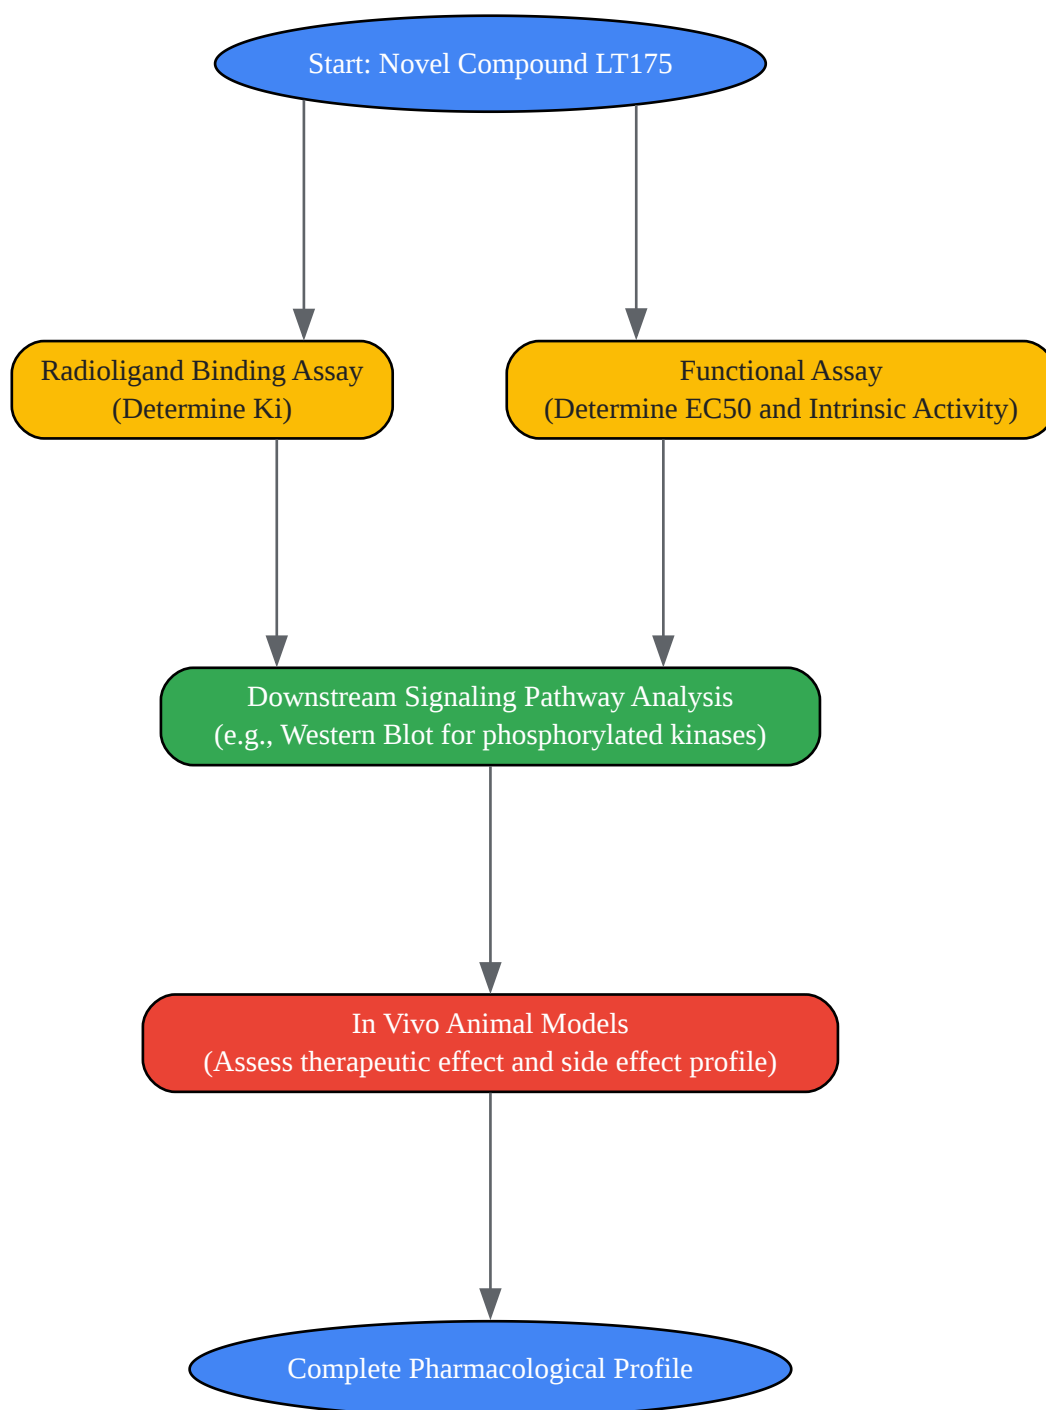 Start: Novel Compound LT175
Radioligand Binding Assay
(Determine Ki)
Functional Assay
(Determine EC50 and Intrinsic Activity)
Downstream Signaling Pathway Analysis
(e.g., Western Blot for phosphorylated kinases)
In Vivo Animal Models
(Assess therapeutic effect and side effect profile)
Complete Pharmacological Profile